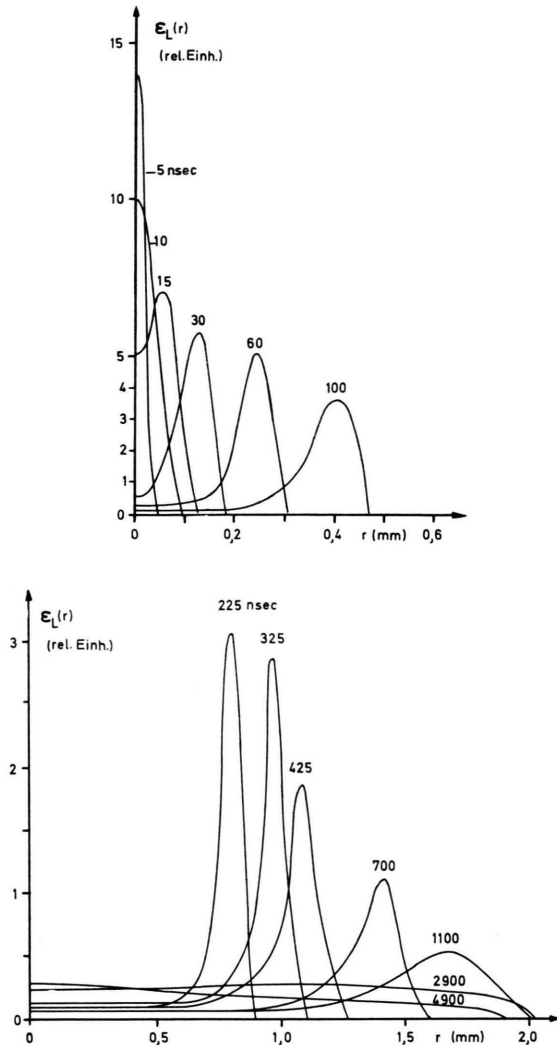 ε_L(r)
(rel.Einh.)
15
10
5
4
3
2
1
0
5 nsec
10
15
30
60
100
0 0,2 0,4 r (mm) 0,6
ε_L(r)
(rel. Einh.)
3
2
1
0
225 nsec
325
425
700
1100
2900
4900
0 0,5 1,0 1,5 r (mm) 2,0